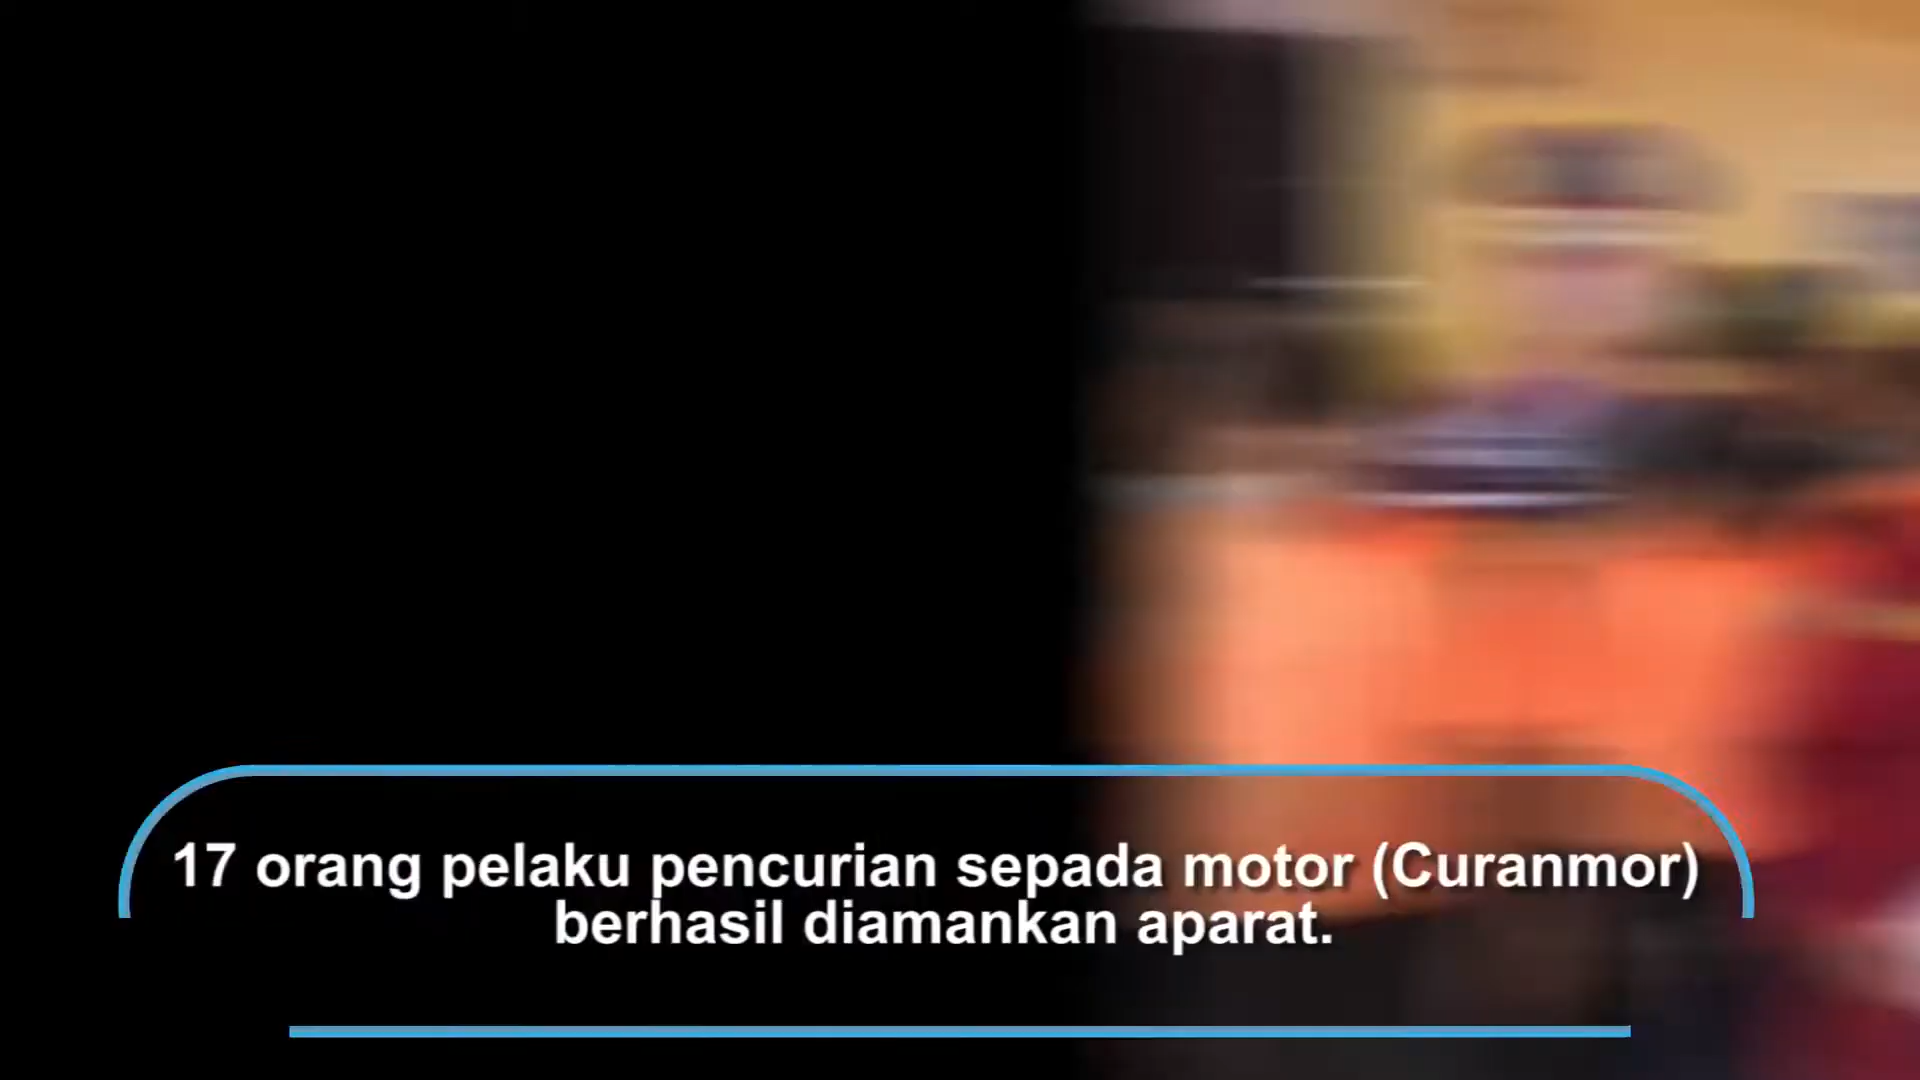 17 orang pelaku pencurian sepada motor (Curanmor)
berhasil diamankan aparat.